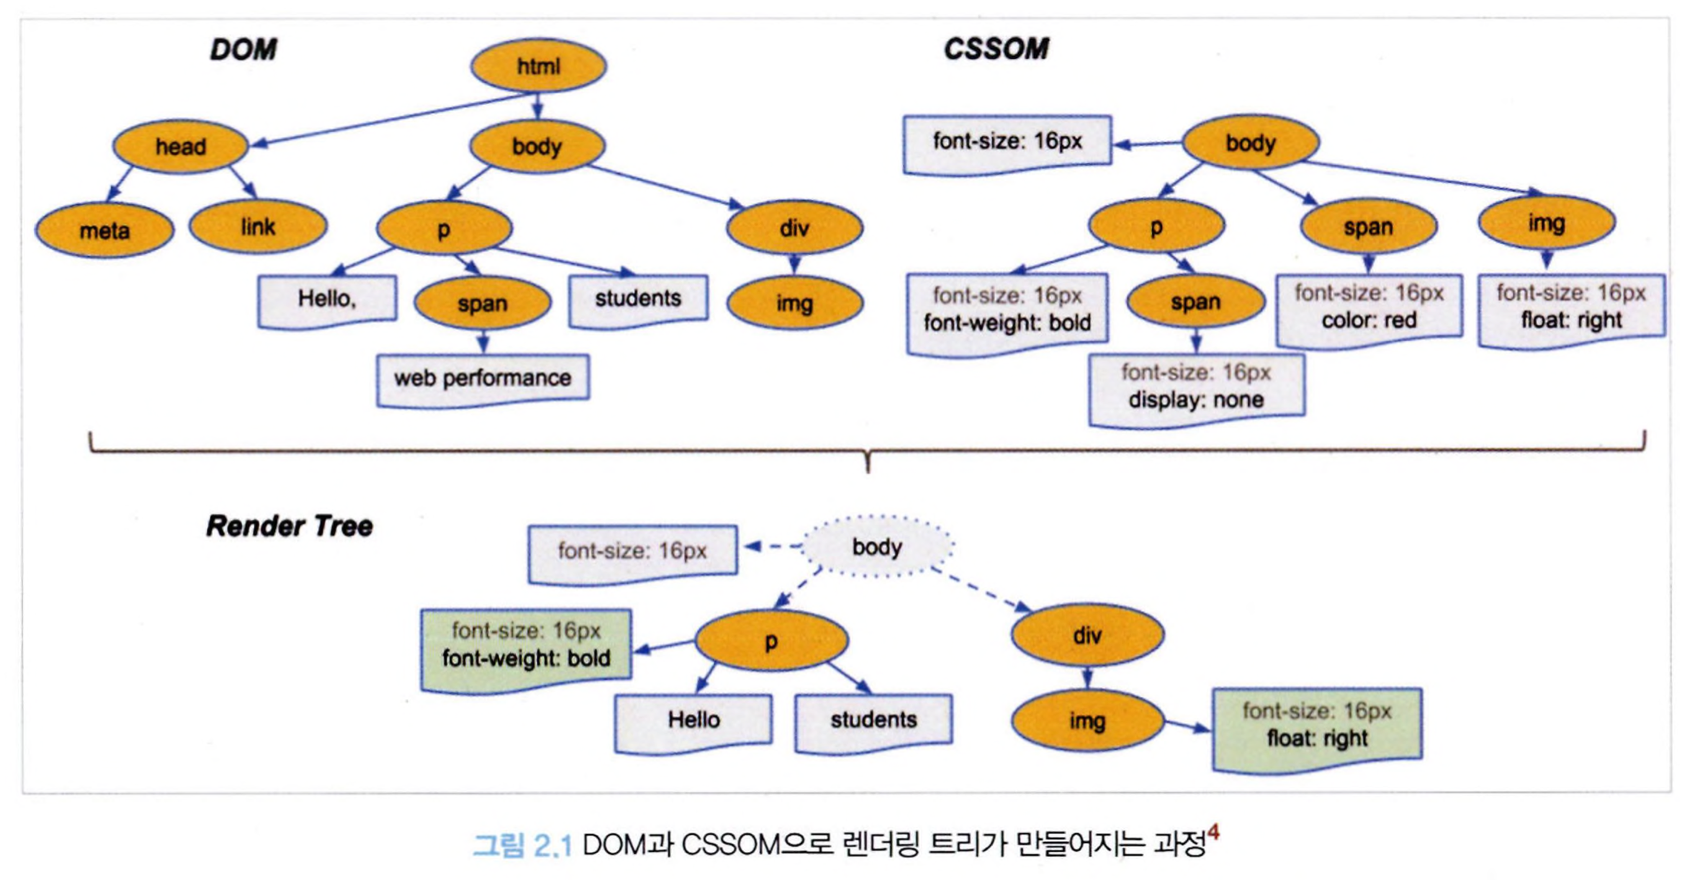 DOM
html
head
body
meta
link
p
div
Hello,
span
students
img
web performance
CSSOM
font-size: 16px
body
p
span
img
font-size: 16px
font-weight: bold
span
font-size: 16px
color: red
font-size: 16px
float: right
font-size: 16px
display: none
Render Tree
font-size: 16px
body
font-size: 16px
font-weight: bold
p
div
Hello
students
img
font-size: 16px
float: right
그림 2.1 DOM과 CSSOM으로 렌더링 트리가 만들어지는 과정4